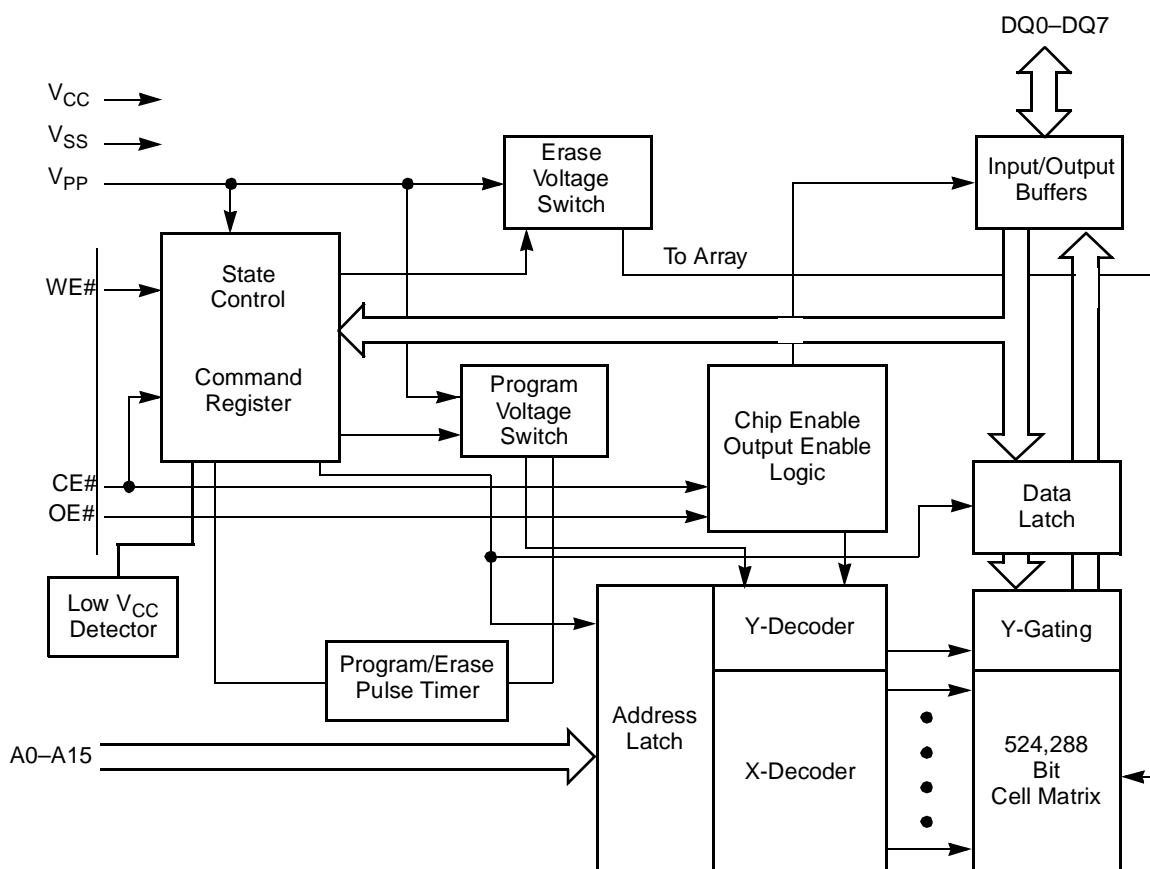 DQ0–DQ7
VCC
VSS
VPP
Erase
Voltage
Switch
Input/Output
Buffers
To Array
WE#
State
Control
Command
Register
Program
Voltage
Switch
Chip Enable
Output Enable
Logic
CE#
OE#
Data
Latch
Low VCC
Detector
Y-Decoder
Y-Gating
Program/Erase
Pulse Timer
Address
Latch
A0–A15
X-Decoder
524,288
Bit
Cell Matrix